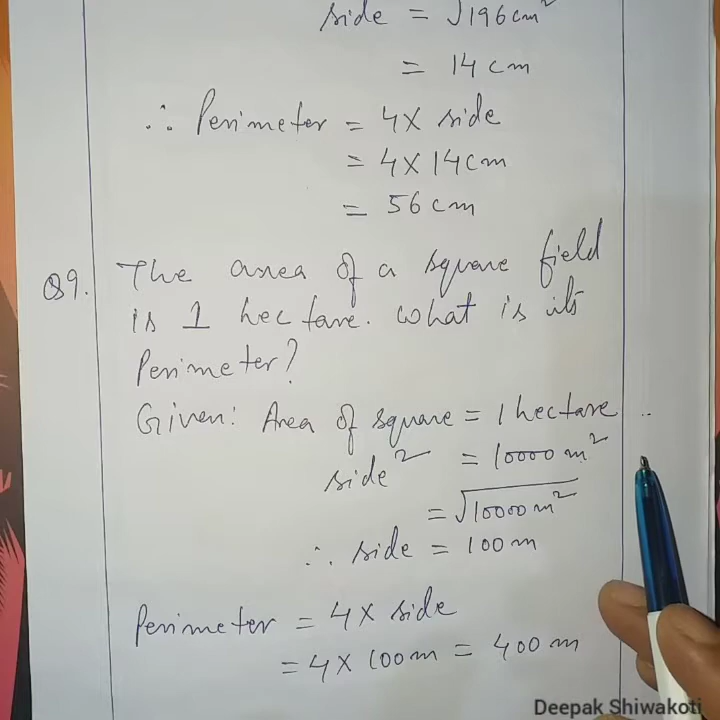 side = √196 cm²
= 14 cm
∴ Perimeter = 4 × side
= 4 × 14 cm
= 56 cm
Q9. The area of a square field
is 1 hectare. What is its
Perimeter?
Given: Area of square = 1 hectare ..
side² = 10000 m²
= √10000 m²
∴ side = 100 m
Perimeter = 4 × side
= 4 × 100 m = 400 m
Deepak Shiwakoti